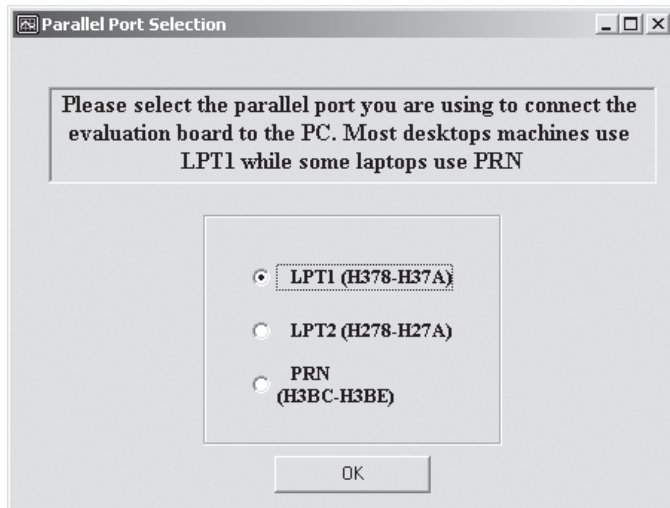 Parallel Port Selection
Please select the parallel port you are using to connect the
evaluation board to the PC. Most desktops machines use
LPT1 while some laptops use PRN
LPT1 (H378-H37A)
LPT2 (H278-H27A)
PRN
(H3BC-H3BE)
OK